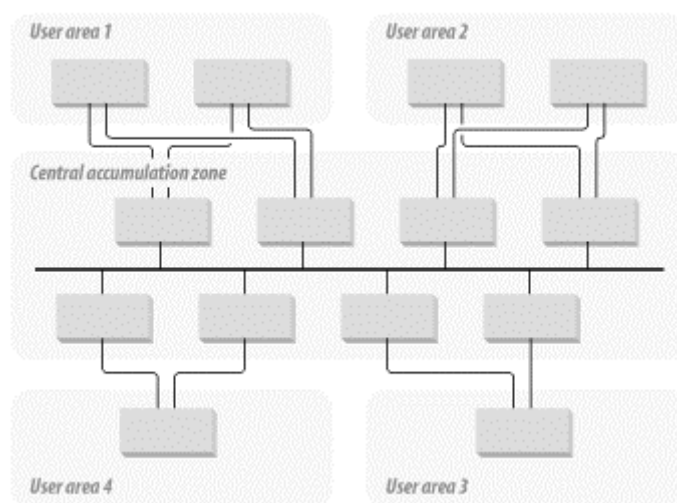 User area 1
User area 2
Central accumulation zone
User area 4
User area 3